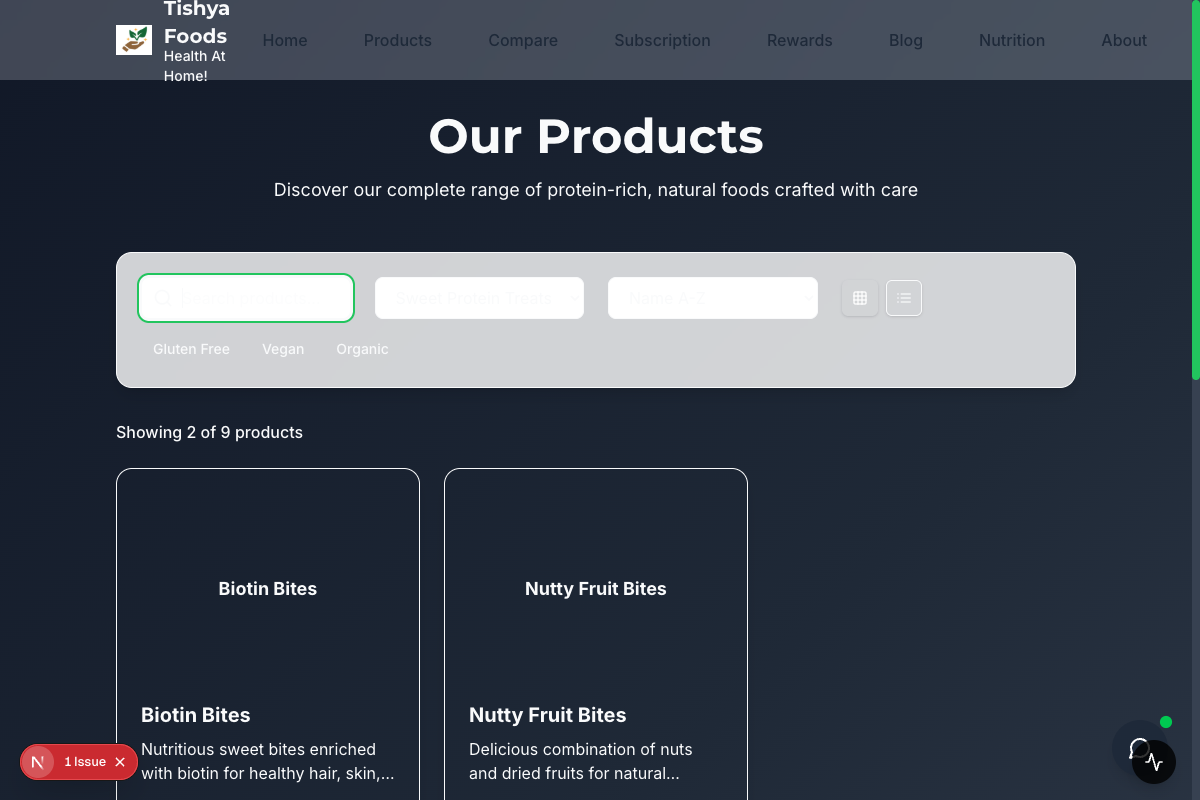 Tishya
Foods
Health At
Home!
Home
Products
Compare
Subscription
Rewards
Blog
Nutrition
About
Our Products
Discover our complete range of protein-rich, natural foods crafted with care
Sweet Protein Treats
Name A-Z
Gluten Free
Vegan
Organic
Showing 2 of 9 products
Biotin Bites
Nutty Fruit Bites
Biotin Bites
Nutritious sweet bites enriched
with biotin for healthy hair, skin,...
Nutty Fruit Bites
Delicious combination of nuts
and dried fruits for natural...
N
1 Issue